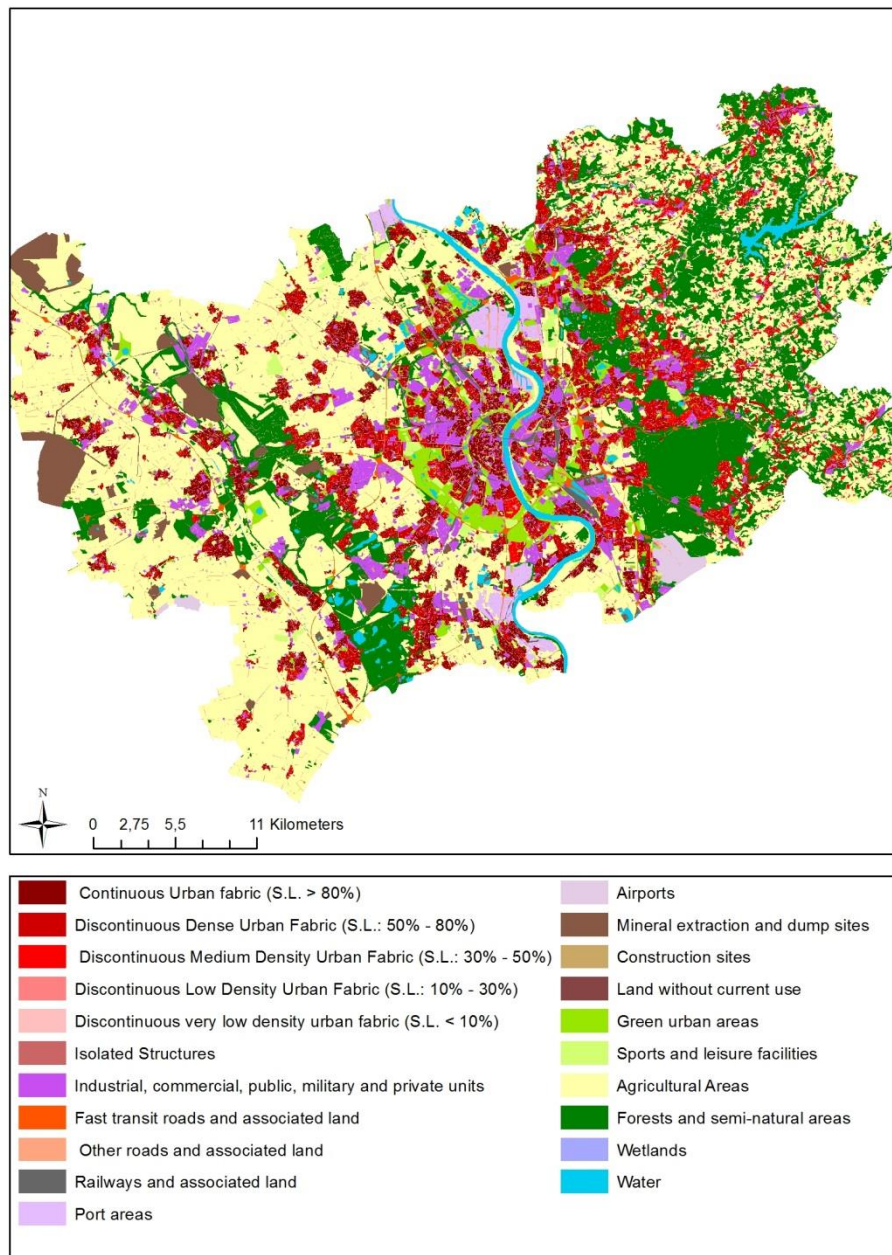 N
0 2,75 5,5 11 Kilometers
Continuous Urban fabric (S.L. > 80%)
Discontinuous Dense Urban Fabric (S.L.: 50% - 80%)
Discontinuous Medium Density Urban Fabric (S.L.: 30% - 50%)
Discontinuous Low Density Urban Fabric (S.L.: 10% - 30%)
Discontinuous very low density urban fabric (S.L. < 10%)
Isolated Structures
Industrial, commercial, public, military and private units
Fast transit roads and associated land
Other roads and associated land
Railways and associated land
Port areas
Airports
Mineral extraction and dump sites
Construction sites
Land without current use
Green urban areas
Sports and leisure facilities
Agricultural Areas
Forests and semi-natural areas
Wetlands
Water